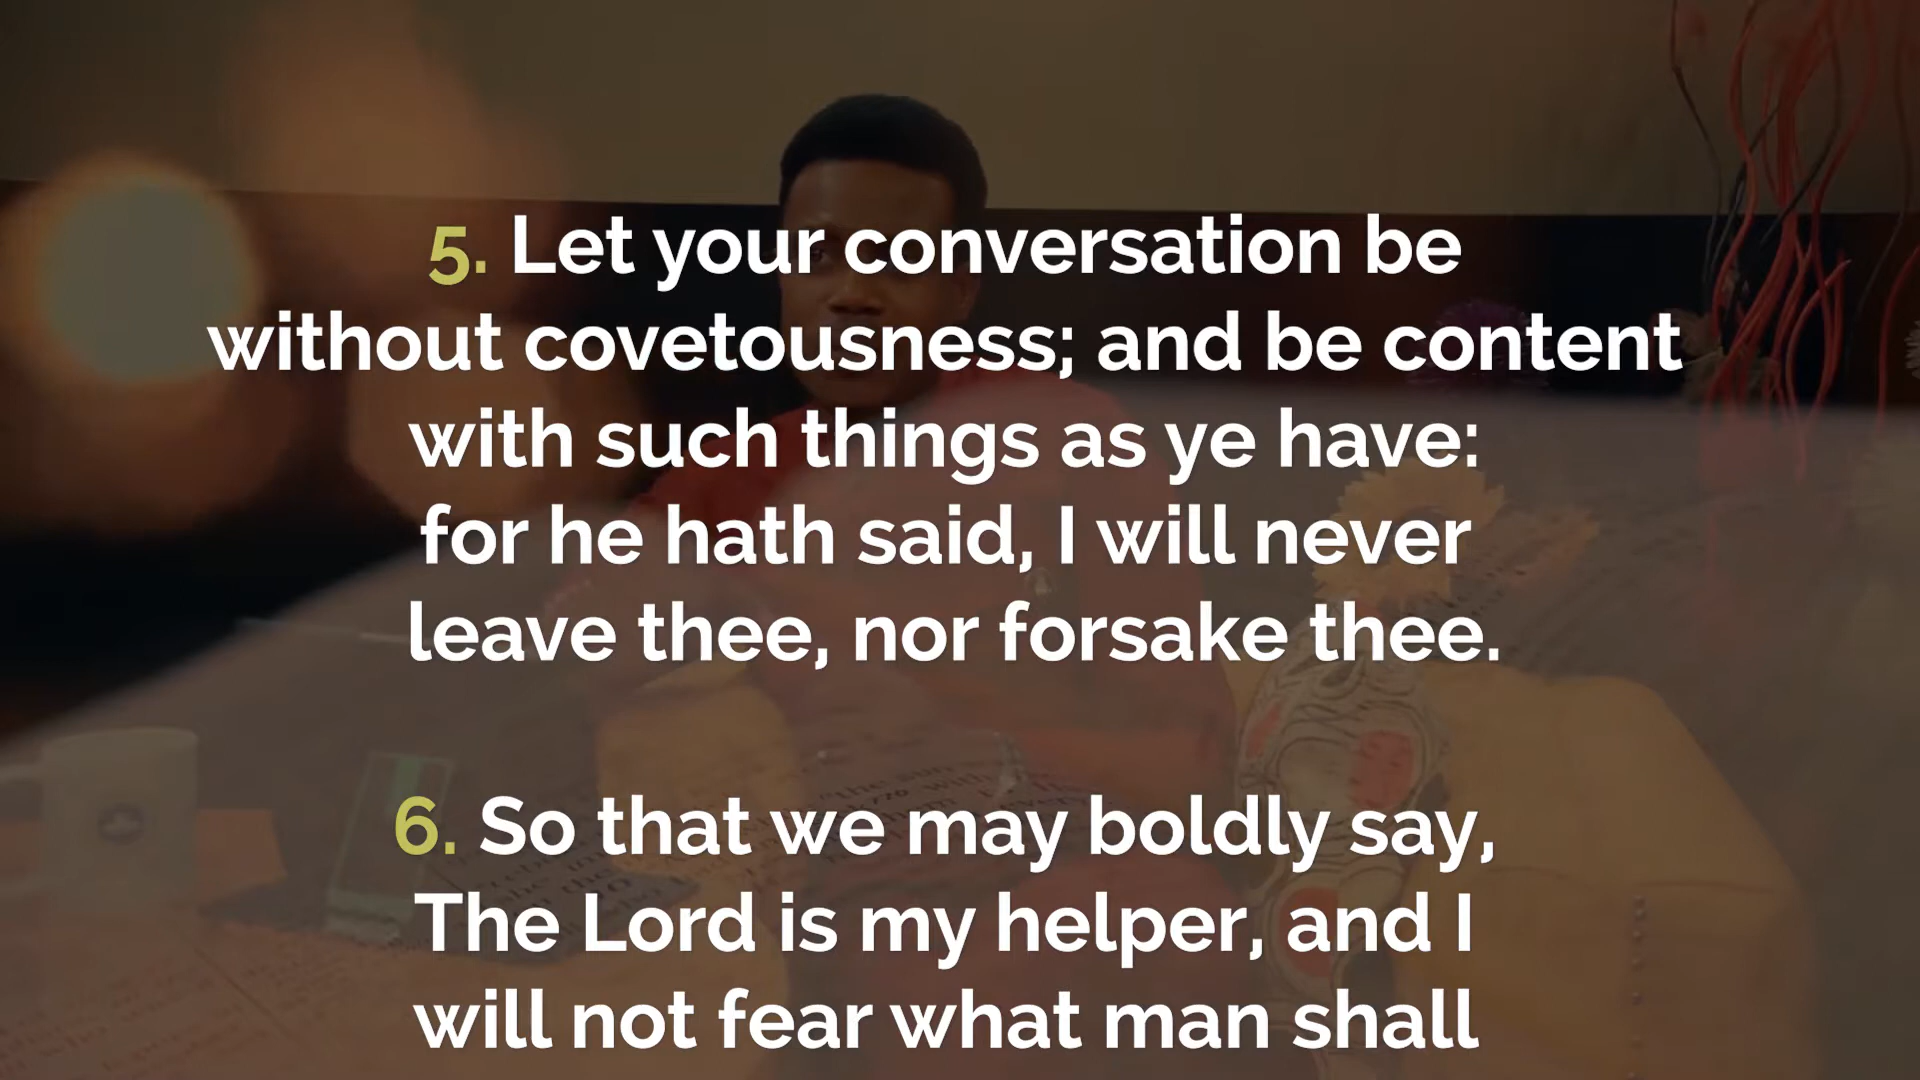 5. Let your conversation be
without covetousness; and be content
with such things as ye have:
for he hath said, I will never
leave thee, nor forsake thee.
6. So that we may boldly say,
The Lord is my helper, and I
will not fear what man shall